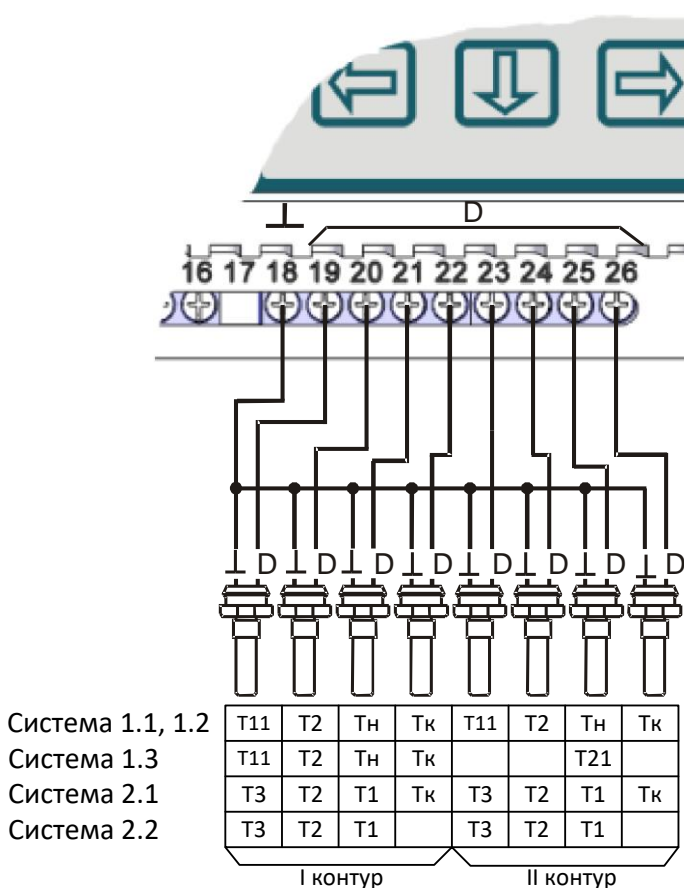 ⊥ D
16 17 18 19 20 21 22 23 24 25 26
⊥ D ⊥ D ⊥ D ⊥ D ⊥ D ⊥ D ⊥ D ⊥ D
Система 1.1, 1.2 Т11 Т2 Тн Тк Т11 Т2 Тн Тк
Система 1.3 Т11 Т2 Тн Тк Т21
Система 2.1 Т3 Т2 Т1 Тк Т3 Т2 Т1 Тк
Система 2.2 Т3 Т2 Т1 Т3 Т2 Т1
I контур II контур